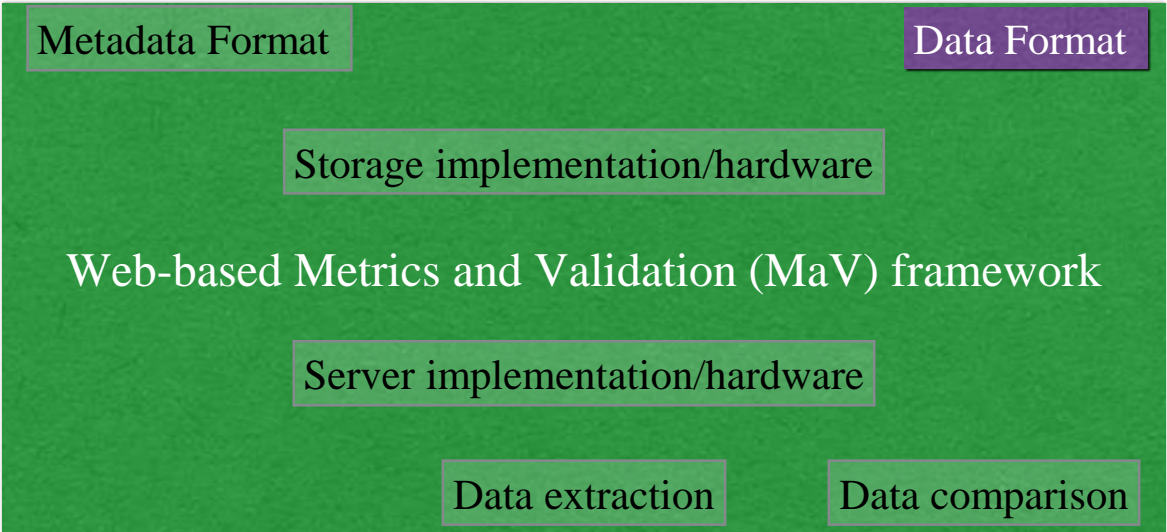 Metadata Format
Data Format
Storage implementation/hardware
Web-based Metrics and Validation (MaV) framework
Server implementation/hardware
Data extraction
Data comparison